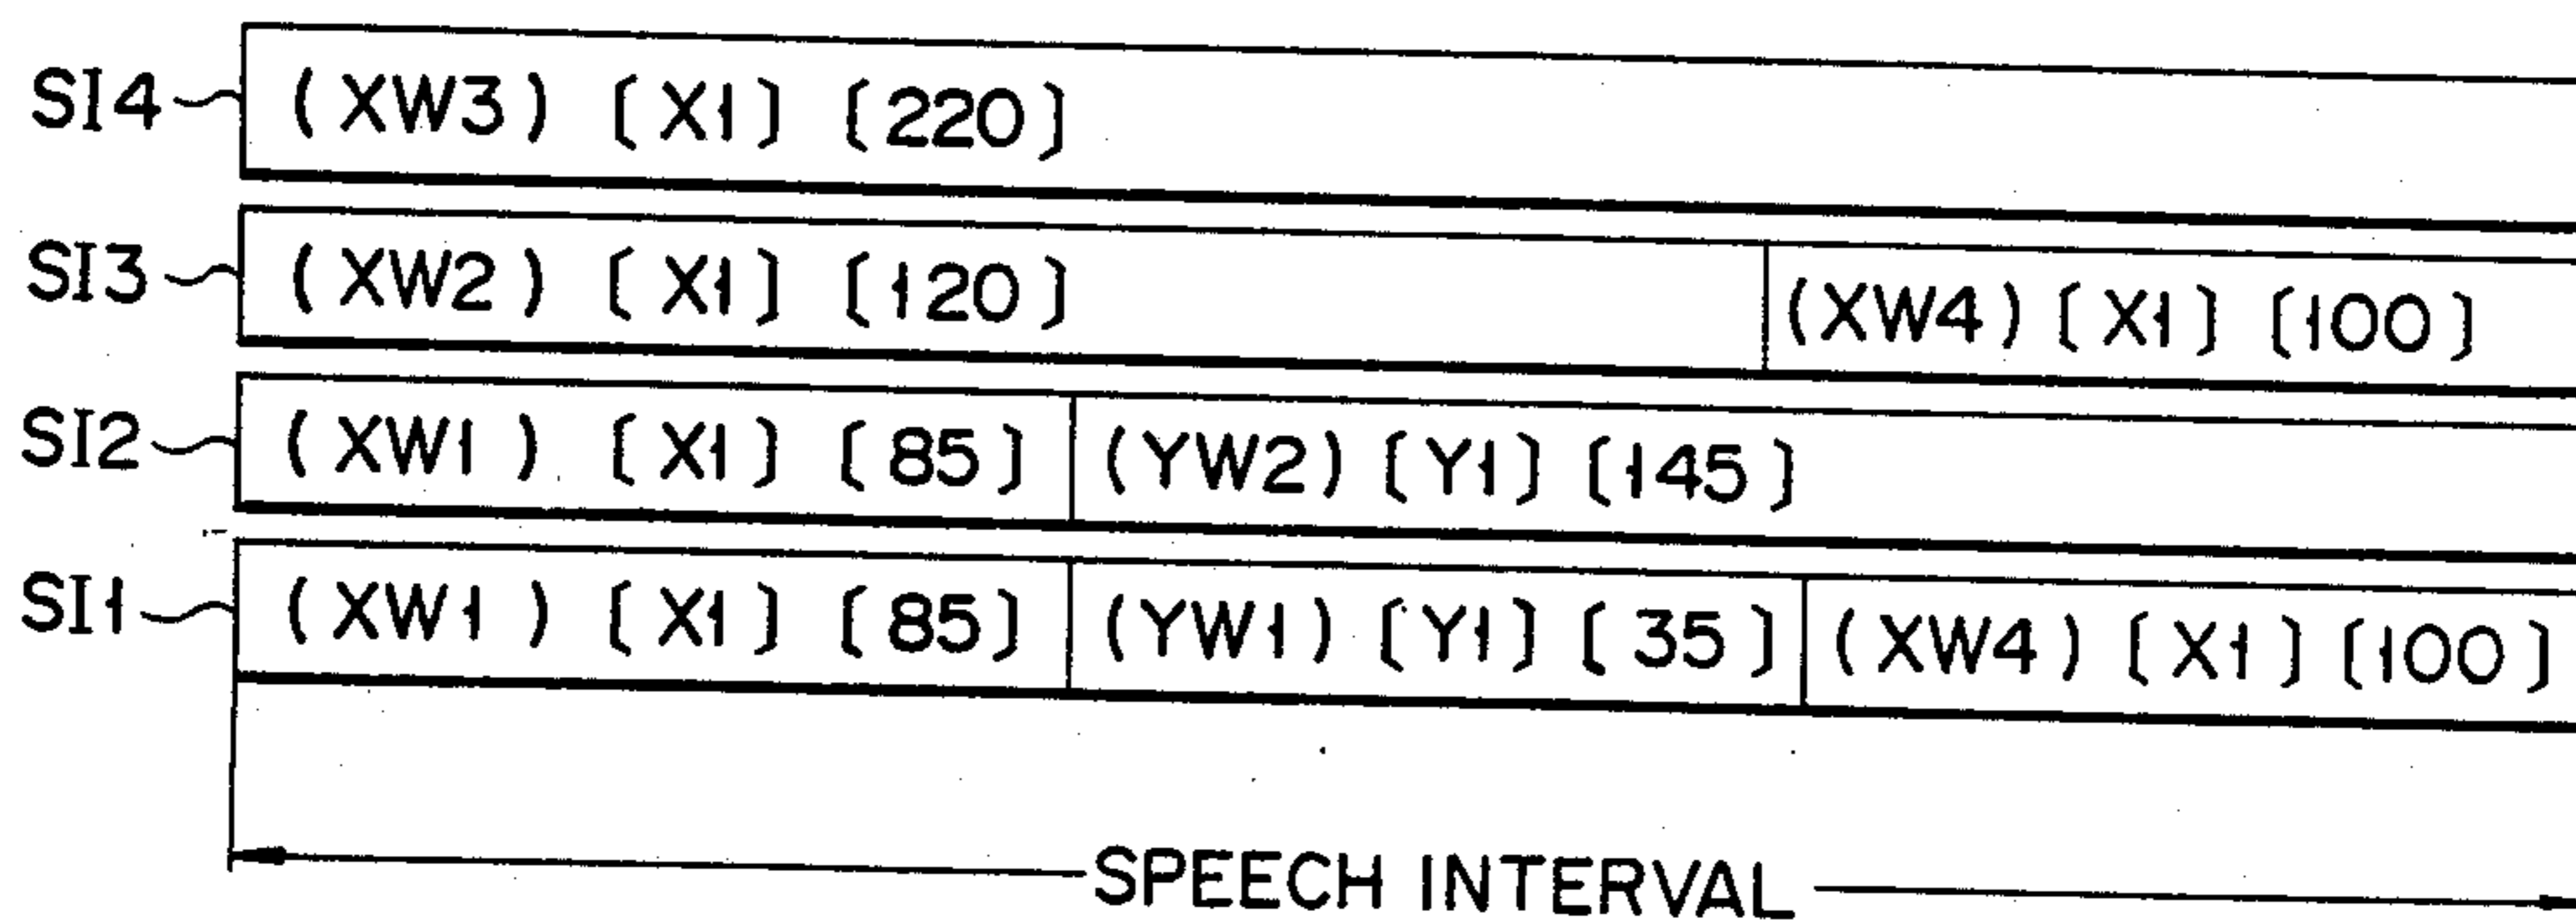 SI4 (XW3) [X1] [220]
SI3 (XW2) [X1] [120] (XW4) [X1] [100]
SI2 (XW1) [X1] [85] (YW2) [Y1] [145]
SI1 (XW1) [X1] [85] (YW1) [Y1] [35] (XW4) [X1] [100]
SPEECH INTERVAL